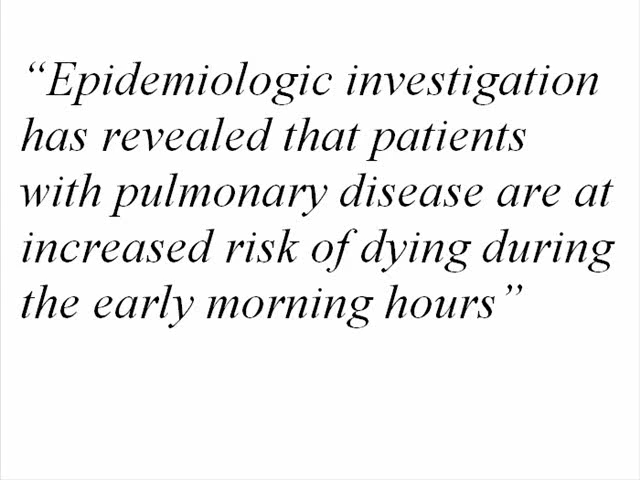 “Epidemiologic investigation
has revealed that patients
with pulmonary disease are at
increased risk of dying during
the early morning hours”